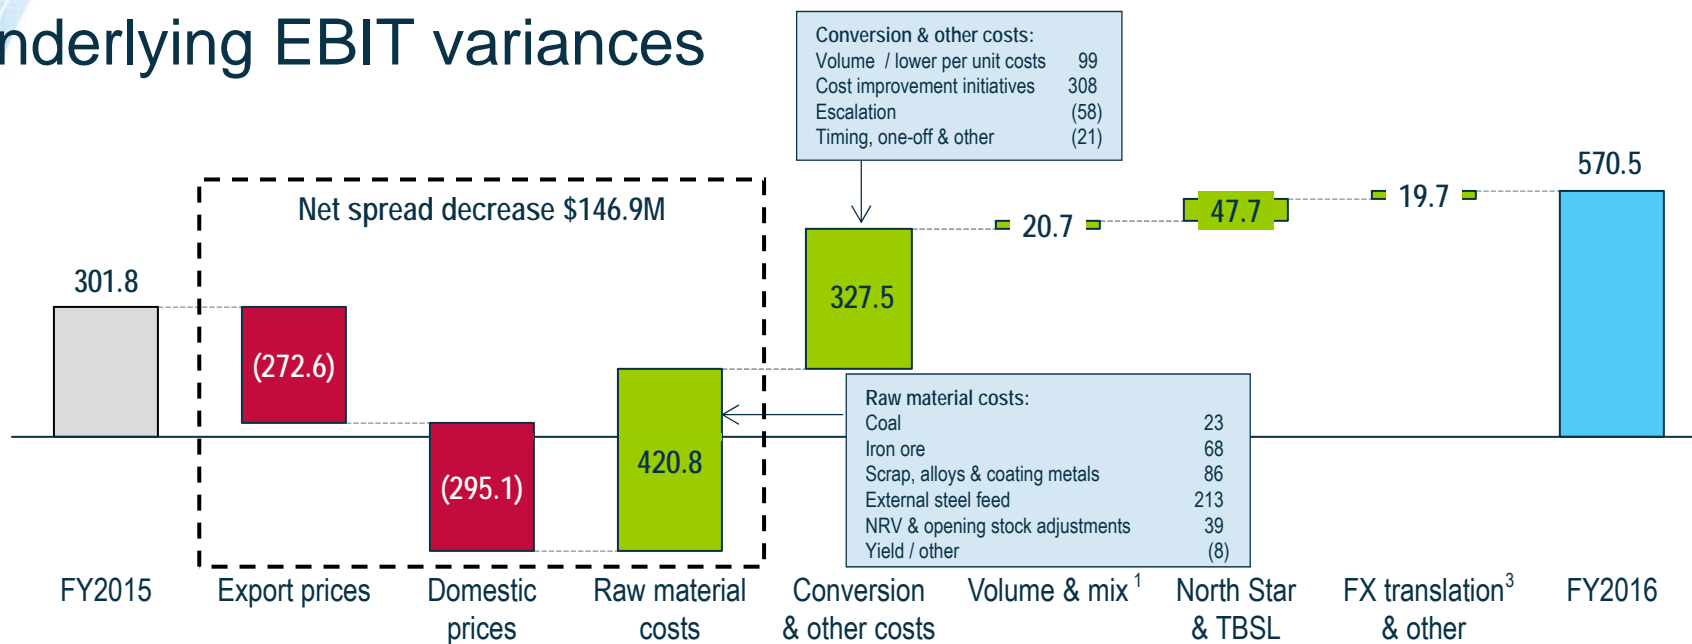 nderlying EBIT variances
Conversion & other costs:
Volume / lower per unit costs 99
Cost improvement initiatives 308
Escalation (58)
Timing, one-off & other (21)
Net spread decrease $146.9M
301.8
(272.6)
(295.1)
420.8
327.5
20.7
47.7
19.7
570.5
Raw material costs:
Coal 23
Iron ore 68
Scrap, alloys & coating metals 86
External steel feed 213
NRV & opening stock adjustments 39
Yield / other (8)
FY2015
Export prices
Domestic
prices
Raw material
costs
Conversion
& other costs
Volume & mix 1
North Star
& TBSL
FX translation3
& other
FY2016